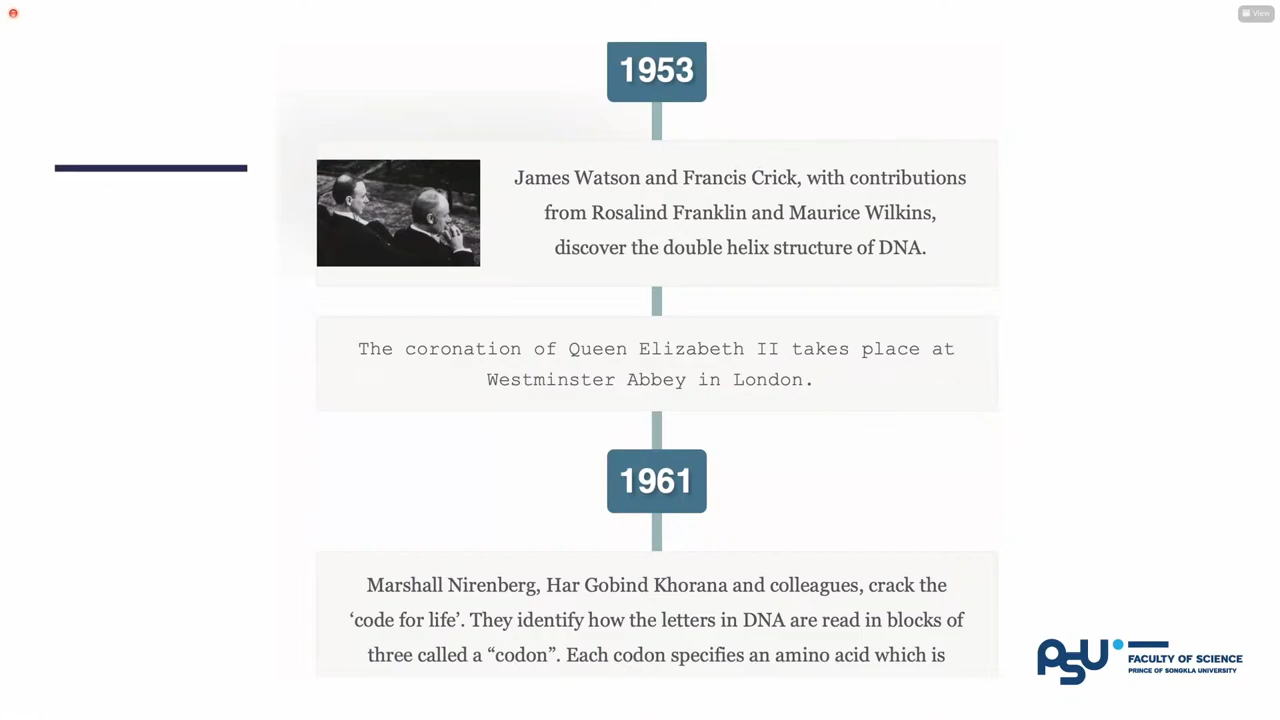 View
1953
James Watson and Francis Crick, with contributions
from Rosalind Franklin and Maurice Wilkins,
discover the double helix structure of DNA.
The coronation of Queen Elizabeth II takes place at
Westminster Abbey in London.
1961
Marshall Nirenberg, Har Gobind Khorana and colleagues, crack the
‘code for life’. They identify how the letters in DNA are read in blocks of
three called a “codon”. Each codon specifies an amino acid which is
PSU
FACULTY OF SCIENCE
PRINCE OF SONGKLA UNIVERSITY